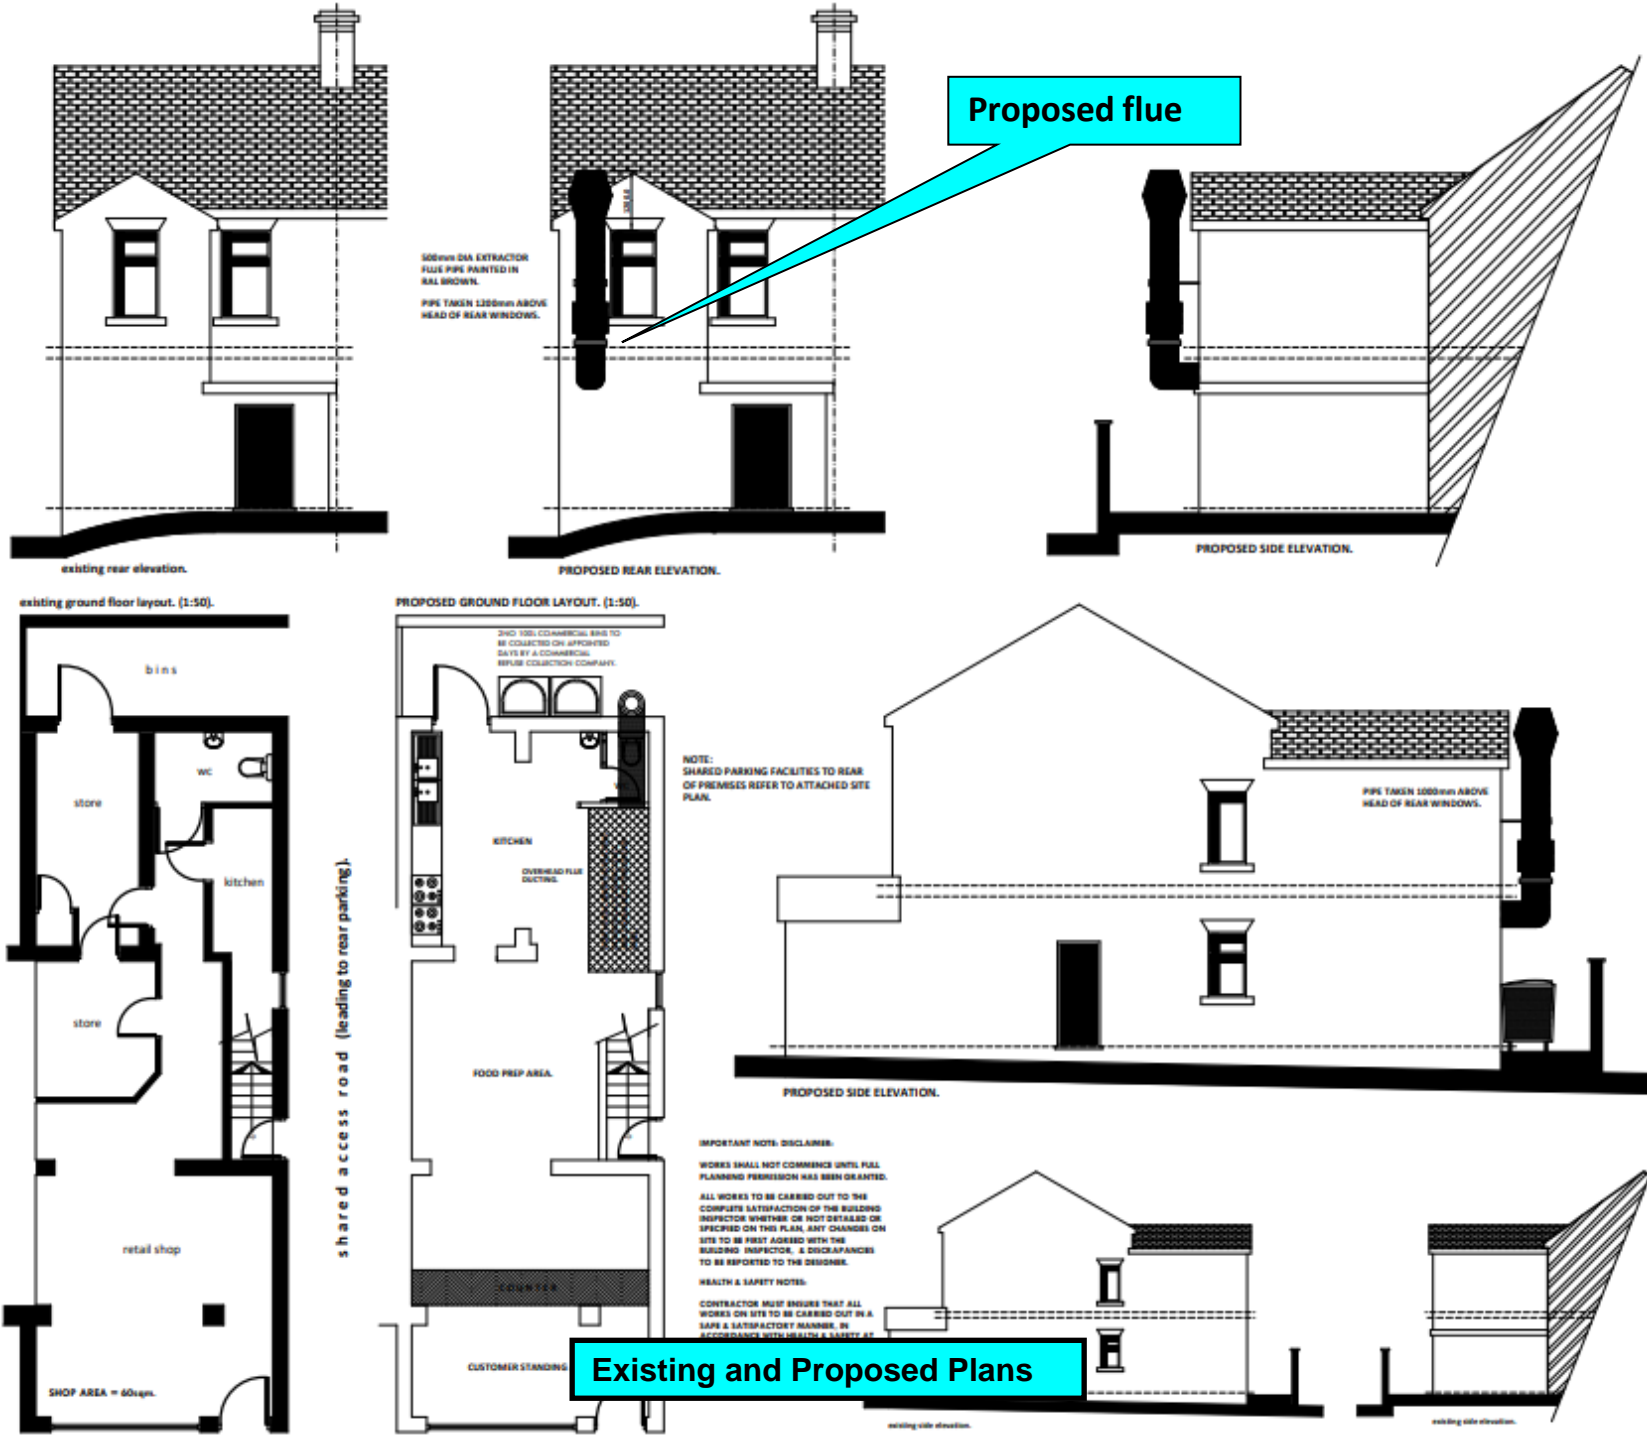 Proposed flue
500mm DIA EXTRACTOR
FLUE PIPE PAINTED IN
RAL BROWN.
PIPE TAKEN 1200mm ABOVE
HEAD OF REAR WINDOWS.
existing rear elevation.
PROPOSED REAR ELEVATION.
PROPOSED SIDE ELEVATION.
existing ground floor layout. (1:50).
PROPOSED GROUND FLOOR LAYOUT. (1:50).
bins
2NO 100L COMMERCIAL BINS TO
BE COLLECTED ON APPOINTED
DAYS BY A COMMERCIAL
REFUSE COLLECTION COMPANY.
wc
store
kitchen
store
retail shop
SHOP AREA = 60sqm.
shared access road (leading to rear parking).
KITCHEN
OVERHEAD FLUE
DUCTING.
FOOD PREP AREA.
COUNTER
CUSTOMER STANDING
NOTE:
SHARED PARKING FACILITIES TO REAR
OF PREMISES REFER TO ATTACHED SITE
PLAN.
PIPE TAKEN 1000mm ABOVE
HEAD OF REAR WINDOWS.
PROPOSED SIDE ELEVATION.
IMPORTANT NOTE: DISCLAIMER:
WORKS SHALL NOT COMMENCE UNTIL FULL
PLANNING PERMISSION HAS BEEN GRANTED.
ALL WORKS TO BE CARRIED OUT TO THE
COMPLETE SATISFACTION OF THE BUILDING
INSPECTOR WHETHER OR NOT DETAILED OR
SPECIFIED ON THIS PLAN, ANY CHANGES ON
SITE TO BE FIRST AGREED WITH THE
BUILDING INSPECTOR, & DISCRAPANCIES
TO BE REPORTED TO THE DESIGNER.
HEALTH & SAFETY NOTES:
CONTRACTOR MUST ENSURE THAT ALL
WORKS ON SITE TO BE CARRIED OUT IN A
SAFE & SATISFACTORY MANNER, IN
ACCORDANCE WITH HEALTH & SAFETY AT
Existing and Proposed Plans
existing side elevation.
existing side elevation.